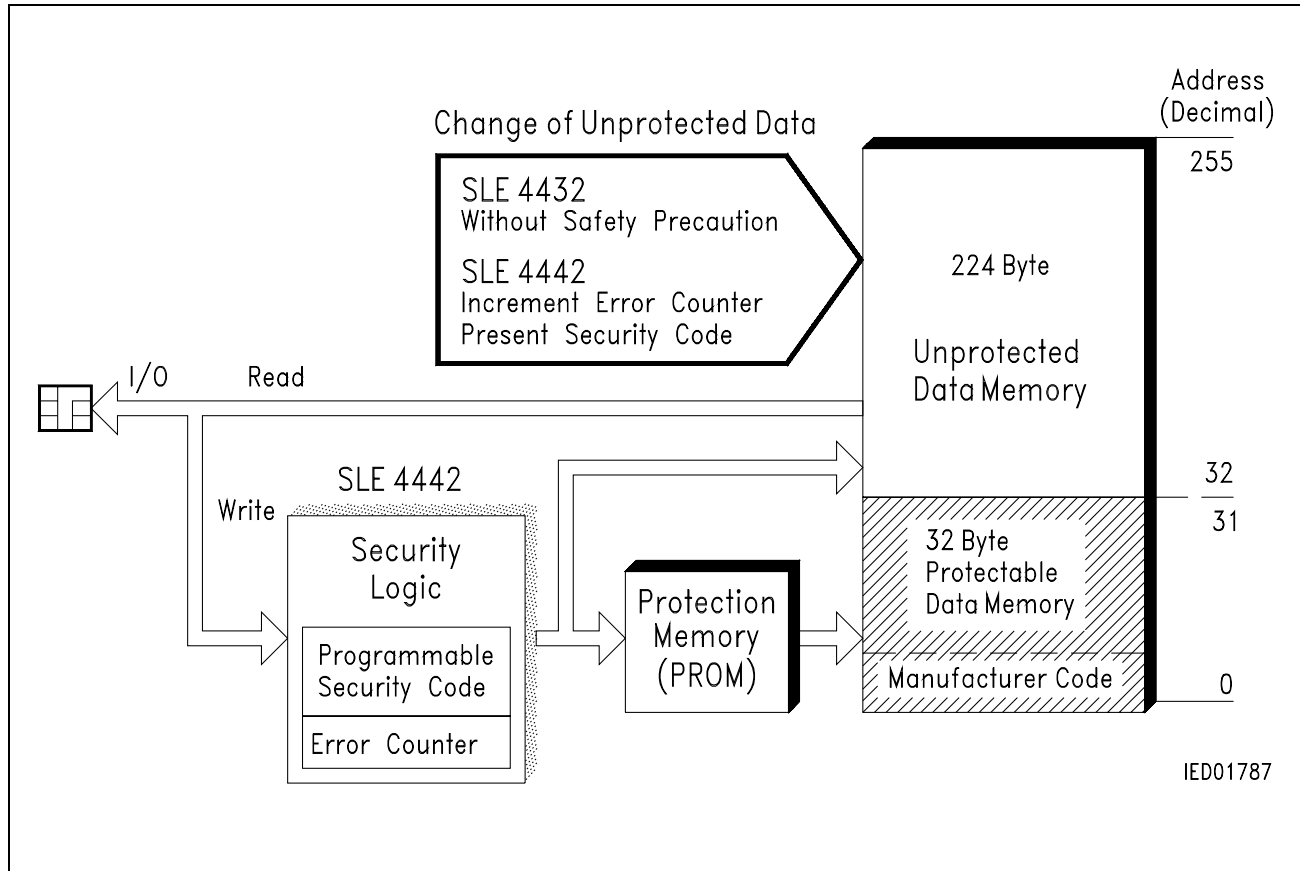 Address
(Decimal)
Change of Unprotected Data
255
SLE 4432
Without Safety Precaution
SLE 4442
Increment Error Counter
Present Security Code
224 Byte
Unprotected
Data Memory
I/O
Read
32
31
SLE 4442
Write
Security
Logic
Programmable
Security Code
Error Counter
Protection
Memory
(PROM)
32 Byte
Protectable
Data Memory
Manufacturer Code
0
IED01787